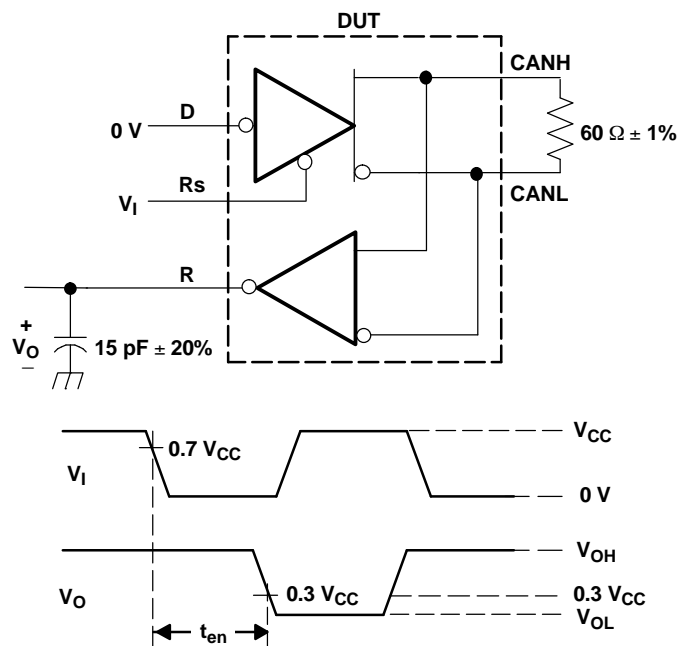 DUT
CANH
D
0 V
60 Ω ± 1%
Rs
V_I
CANL
R
+
V_O
−
15 pF ± 20%
V_CC
0.7 V_CC
V_I
0 V
V_OH
V_O
0.3 V_CC
0.3 V_CC
V_OL
t_en